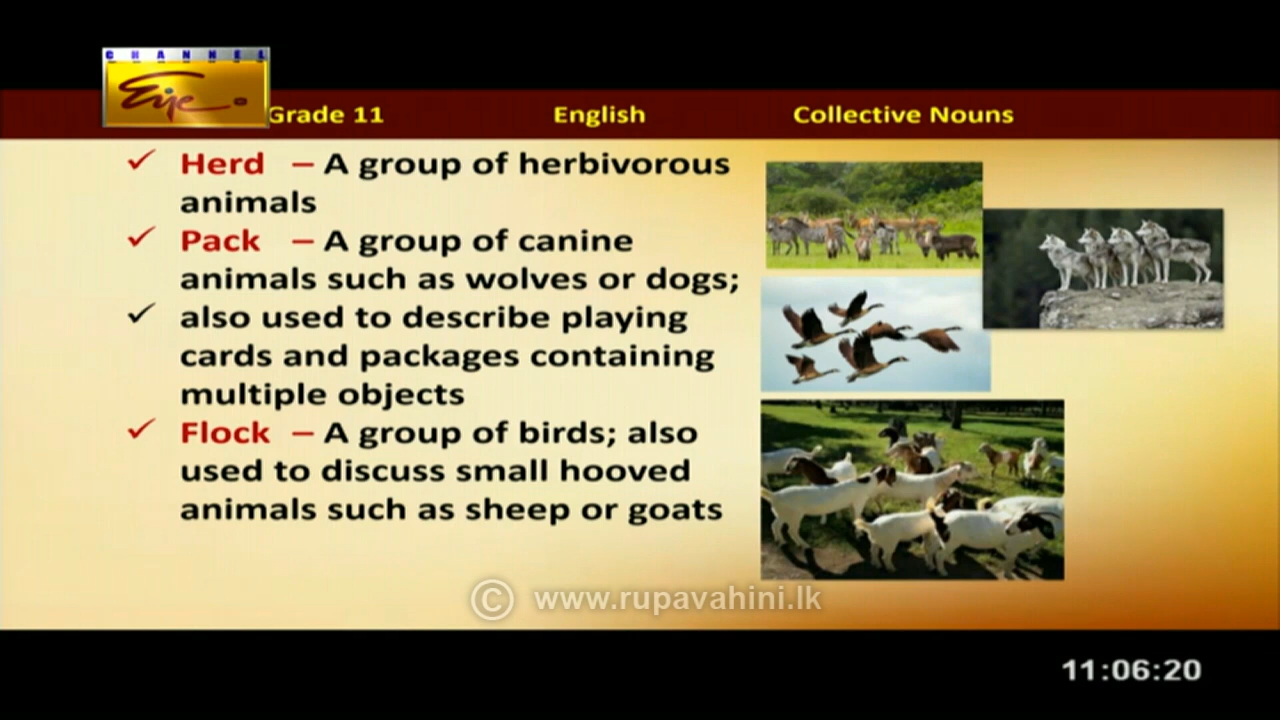 CHANNEL
Eye
Grade 11 English Collective Nouns
✓ Herd – A group of herbivorous
animals
✓ Pack – A group of canine
animals such as wolves or dogs;
✓ also used to describe playing
cards and packages containing
multiple objects
✓ Flock – A group of birds; also
used to discuss small hooved
animals such as sheep or goats
© www.rupavahini.lk
11:06:20